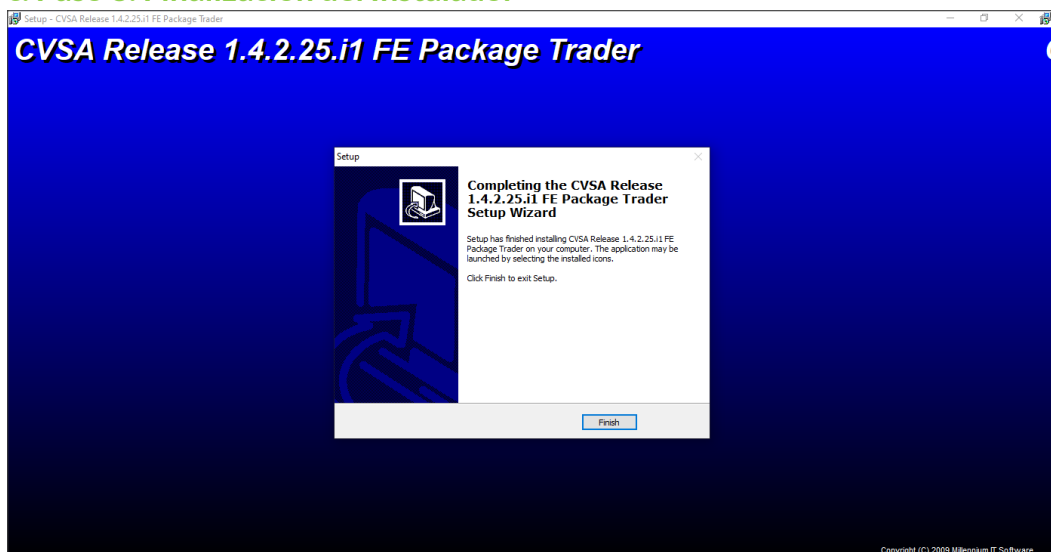 Setup - CVSA Release 1.4.2.25.i1 FE Package Trader
CVSA Release 1.4.2.25.i1 FE Package Trader
Setup
Completing the CVSA Release
1.4.2.25.i1 FE Package Trader
Setup Wizard
Setup has finished installing CVSA Release 1.4.2.25.i1 FE
Package Trader on your computer. The application may be
launched by selecting the installed icons.
Click Finish to exit Setup.
Finish
Copyright (C) 2009 Millennium IT Software